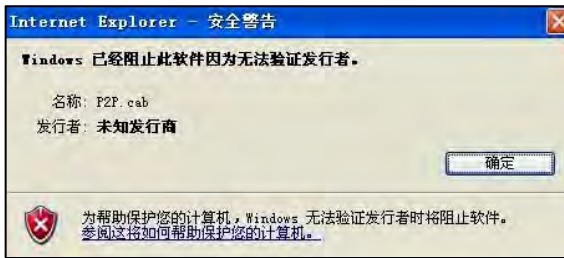 Internet Explorer - 安全警告
Windows 已经阻止此软件因为无法验证发行者。
名称: P2P.cab
发行者: 未知发行商
确定
为帮助保护您的计算机，Windows 无法验证发行者时将阻止软件。
参阅这将如何帮助保护您的计算机。